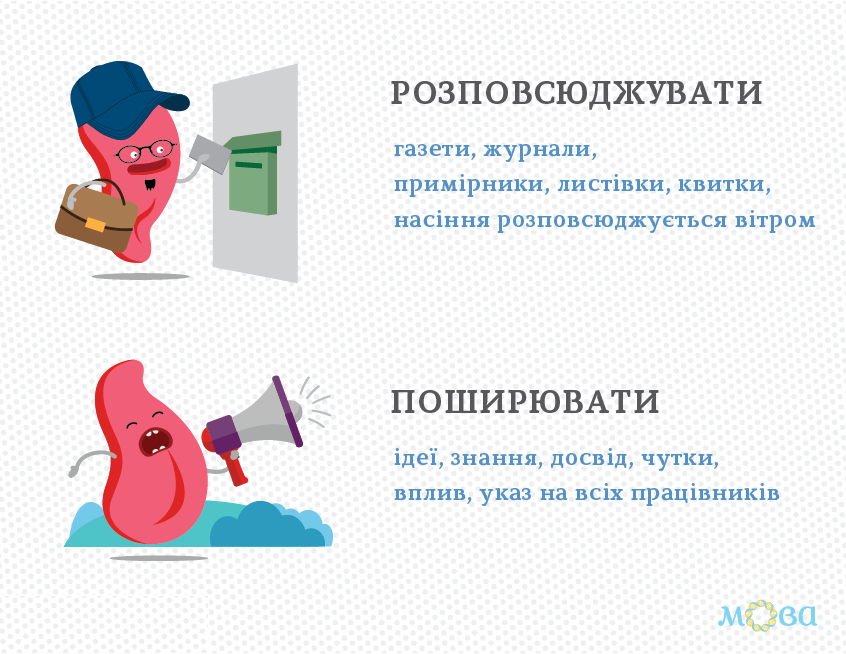 РОЗПОВСЮДЖУВАТИ
газети, журнали,
примірники, листівки, квитки,
насіння розповсюджується вітром
ПОШИРЮВАТИ
ідеї, знання, досвід, чутки,
вплив, указ на всіх працівників
мова